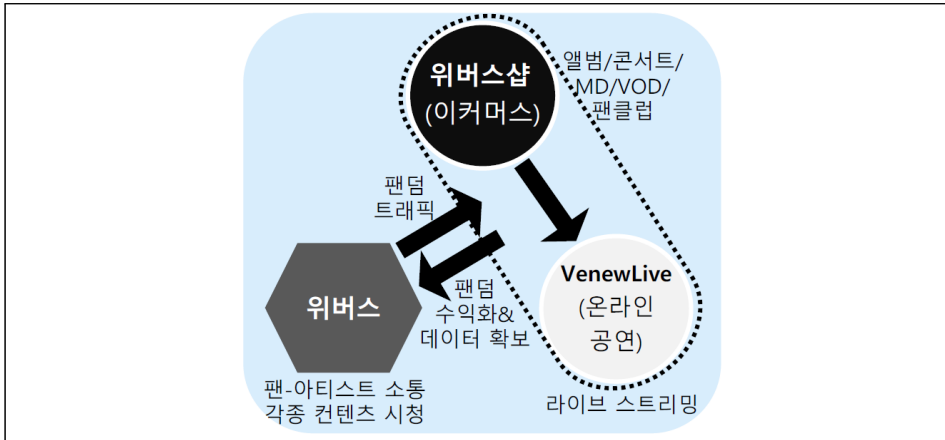 위버스샵
(이커머스)
앨범/콘서트/
MD/VOD/
팬클럽
팬덤
트래픽
위버스
팬덤
수익화&
데이터 확보
VenewLive
(온라인
공연)
팬-아티스트 소통
각종 컨텐츠 시청
라이브 스트리밍